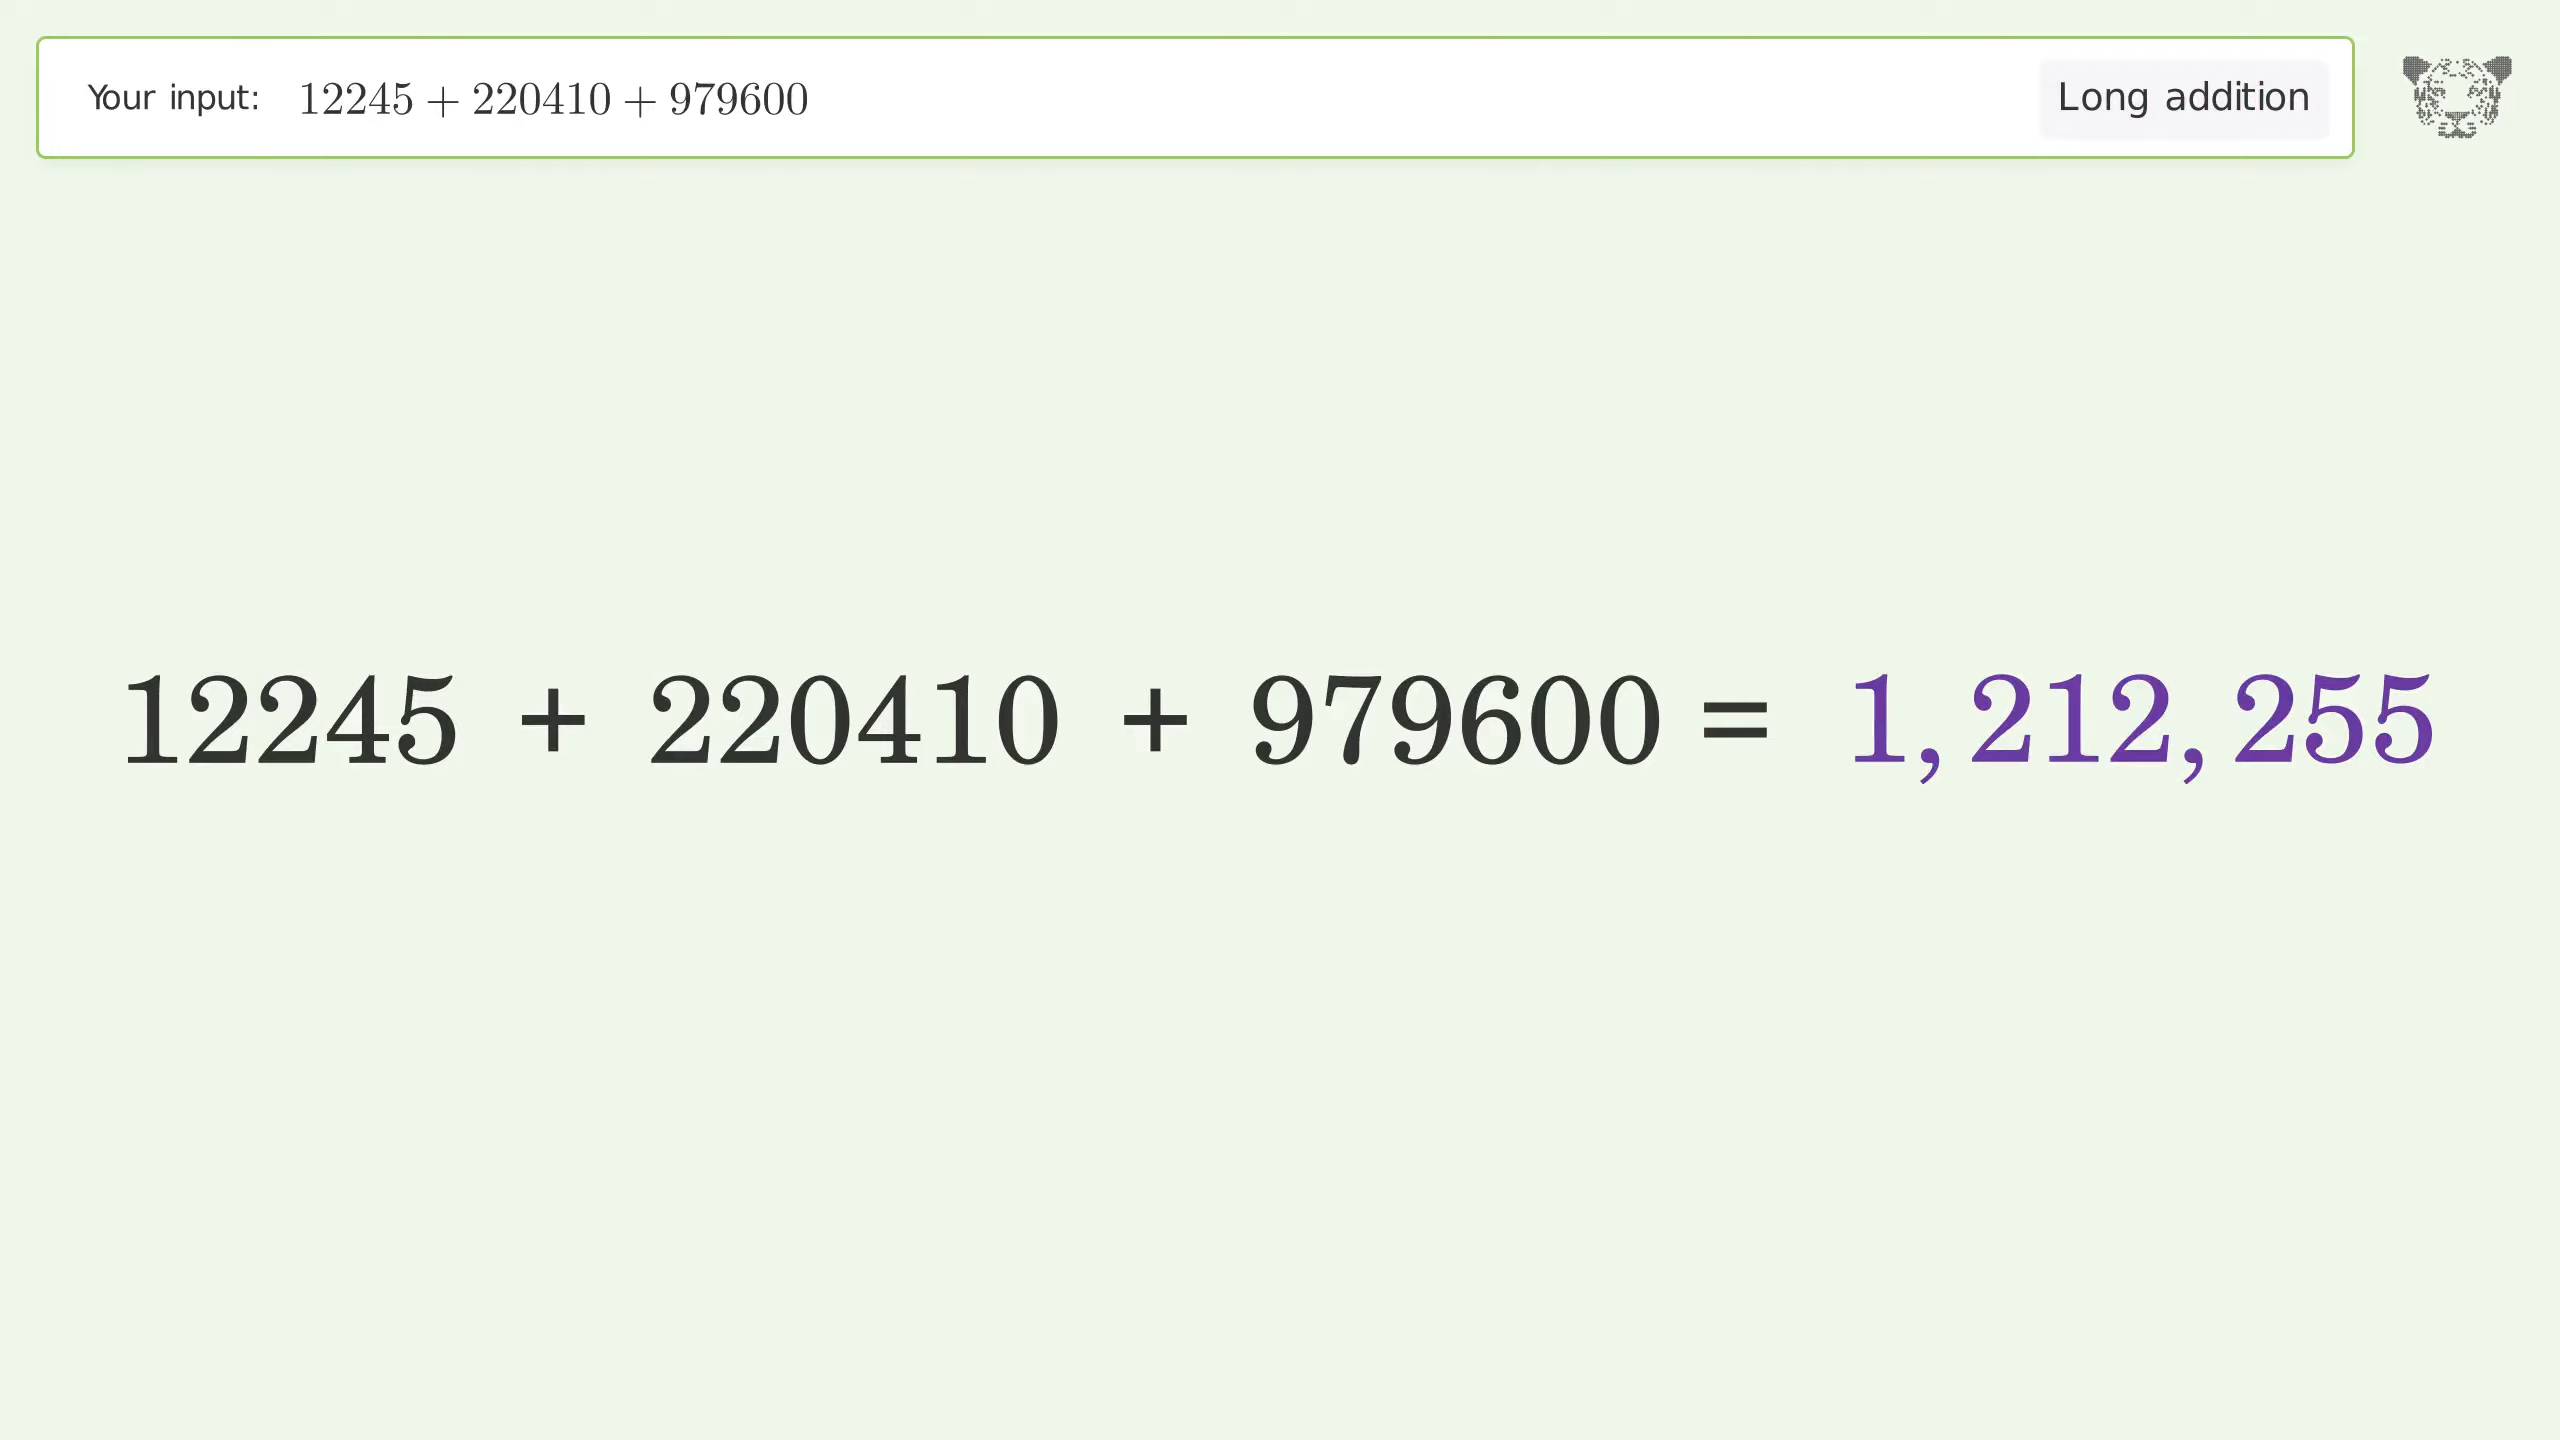 Your input: 12245 + 220410 + 979600 Long addition
12245 + 220410 + 979600 = 1,212,255